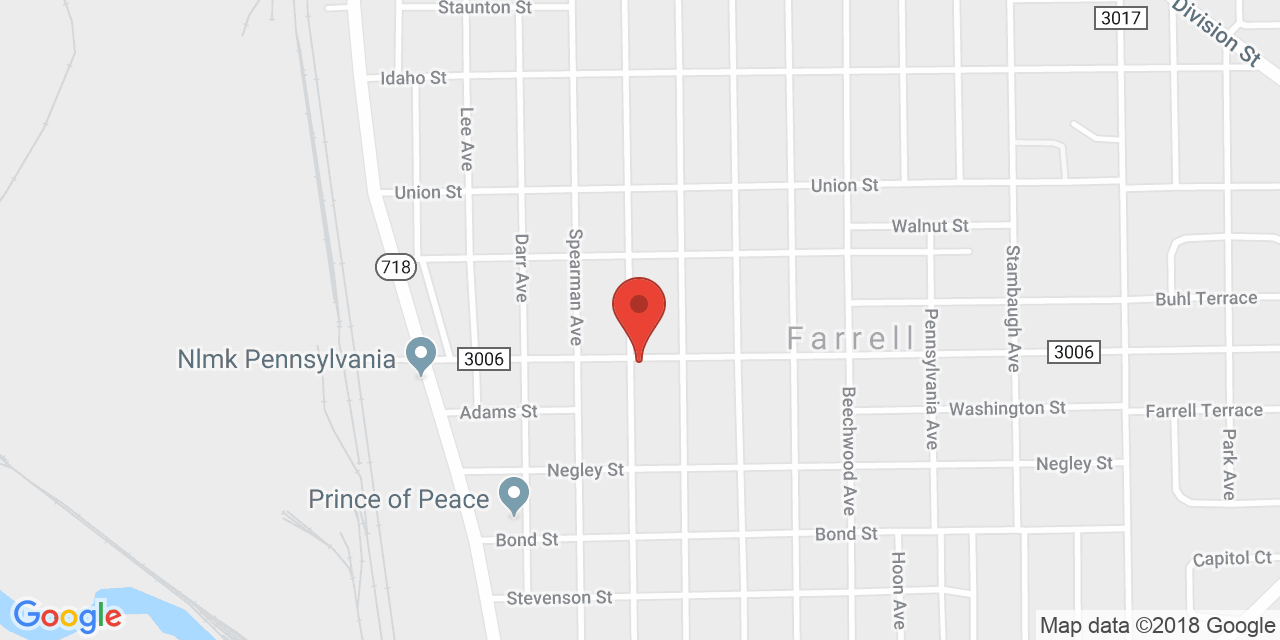 Staunton St
3017
Division St
Idaho St
Lee Ave
Union St
Union St
Walnut St
718
Darr Ave
Spearman Ave
Stambaugh Ave
Buhl Terrace
Pennsylvania Ave
Farrell
Nlmk Pennsylvania
3006
3006
Adams St
Beechwood Ave
Washington St
Farrell Terrace
Park Ave
Negley St
Negley St
Prince of Peace
Bond St
Bond St
Hoon Ave
Capitol Ct
Stevenson St
Google
Map data ©2018 Google